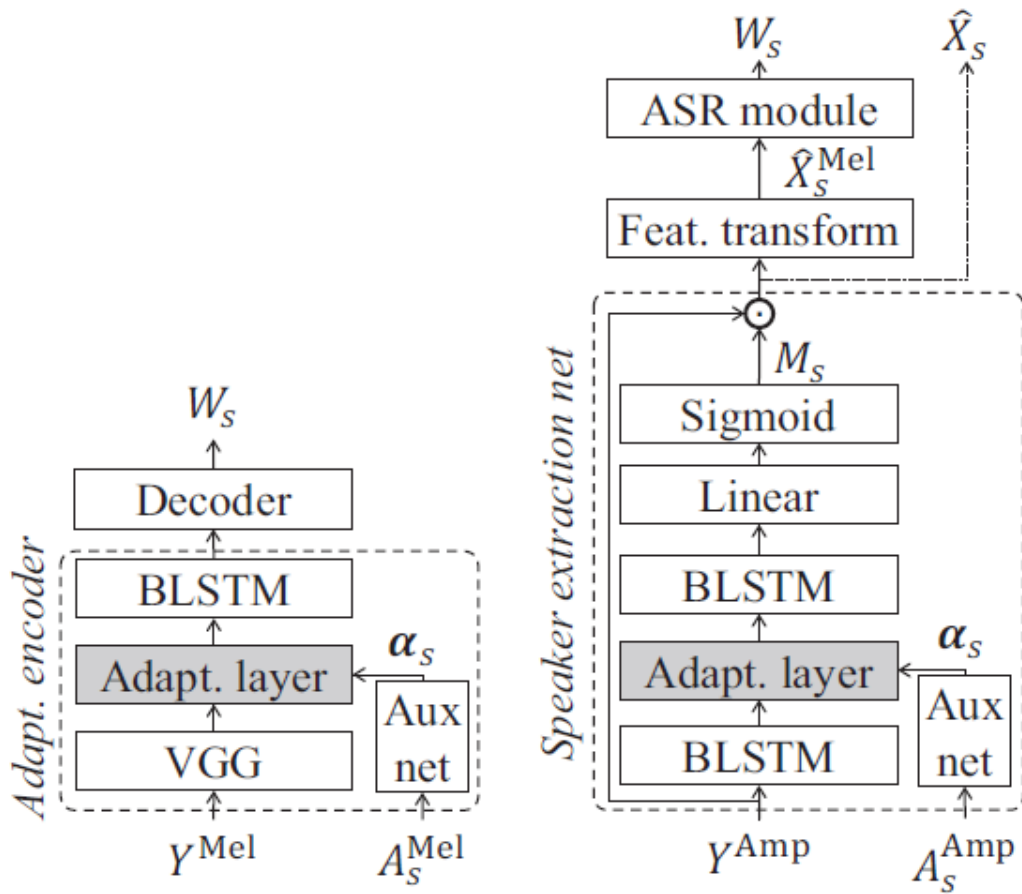 W_s
Decoder
BLSTM
Adapt. layer
α_s
Aux
net
VGG
Y^Mel
A_s^Mel
Adapt. encoder
W_s
X̂_s
ASR module
X̂_s^Mel
Feat. transform
⊙
M_s
Sigmoid
Linear
BLSTM
Adapt. layer
α_s
Aux
net
BLSTM
Y^Amp
A_s^Amp
Speaker extraction net